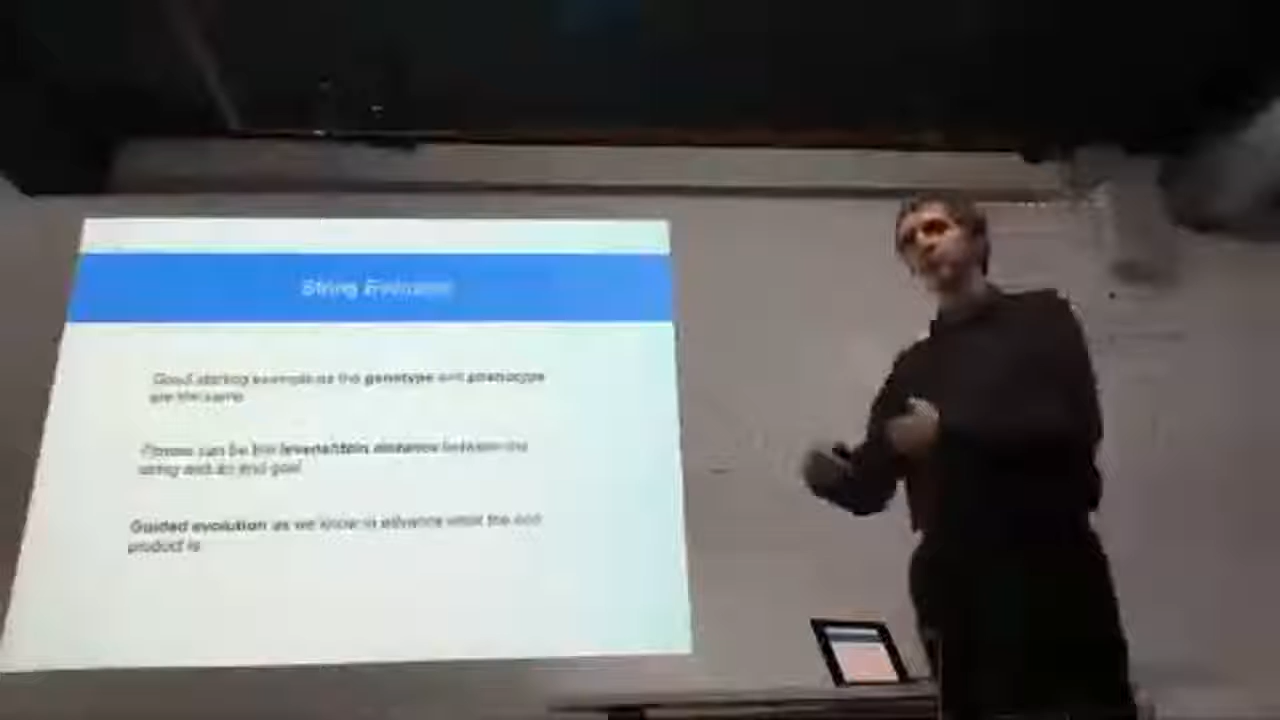 String Evolution
Good starting example as the genotype and phenotype
are the same
Fitness can be the levenshtein distance between the
string and an end goal
Guided evolution as we know in advance what the end
product is